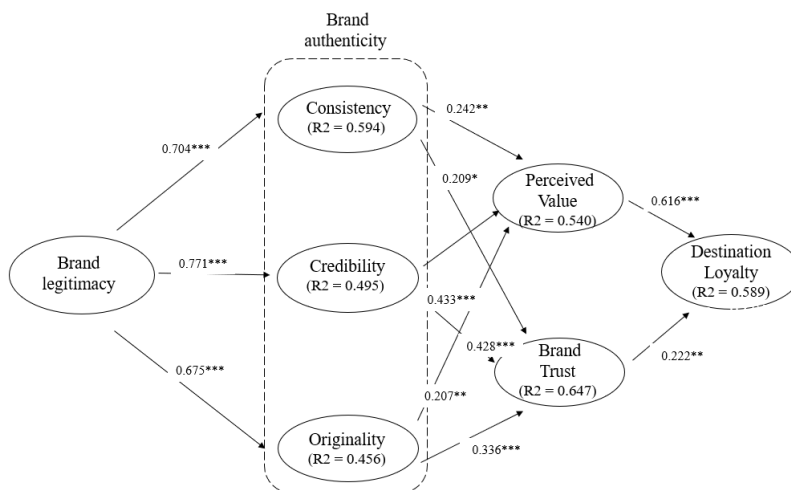 Brand
authenticity
Consistency
(R2 = 0.594)
0.242**
0.704***
0.209*
Perceived
Value
(R2 = 0.540)
0.616***
Brand
legitimacy
0.771***
Credibility
(R2 = 0.495)
Destination
Loyalty
(R2 = 0.589)
0.433***
0.428***
Brand
Trust
(R2 = 0.647)
0.222**
0.675***
0.207**
Originality
(R2 = 0.456)
0.336***